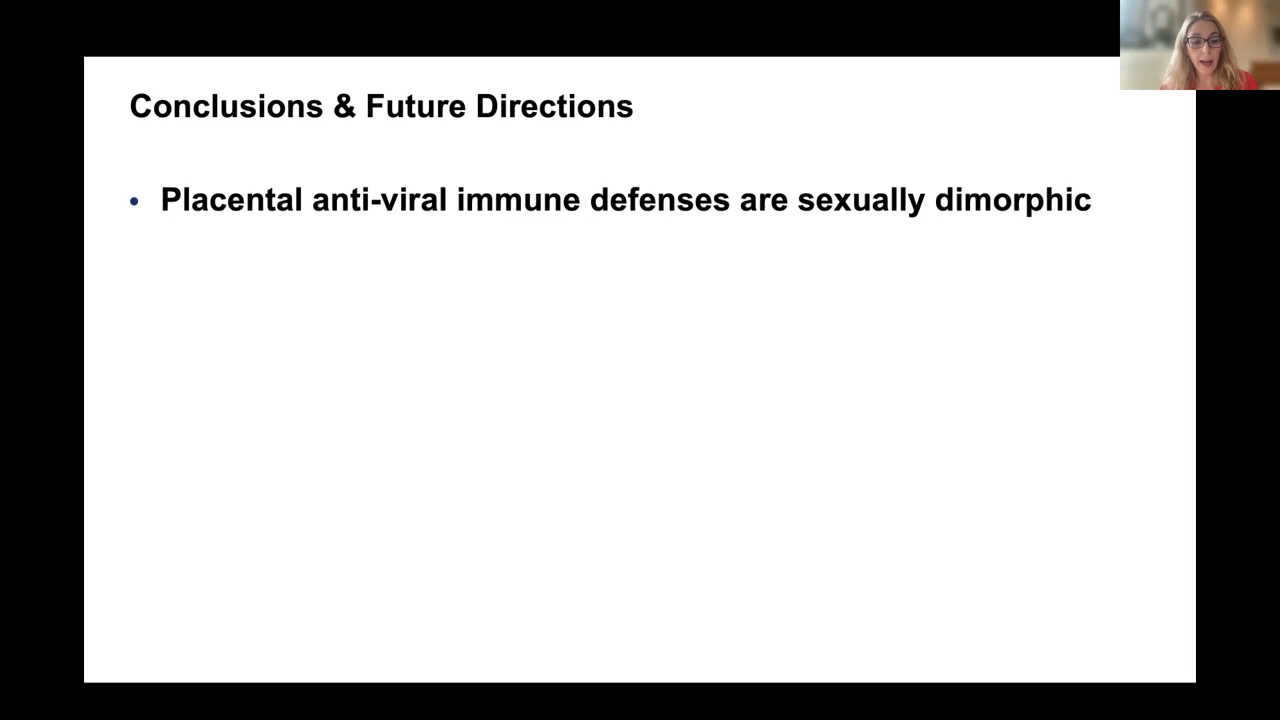 Conclusions & Future Directions
• Placental anti-viral immune defenses are sexually dimorphic